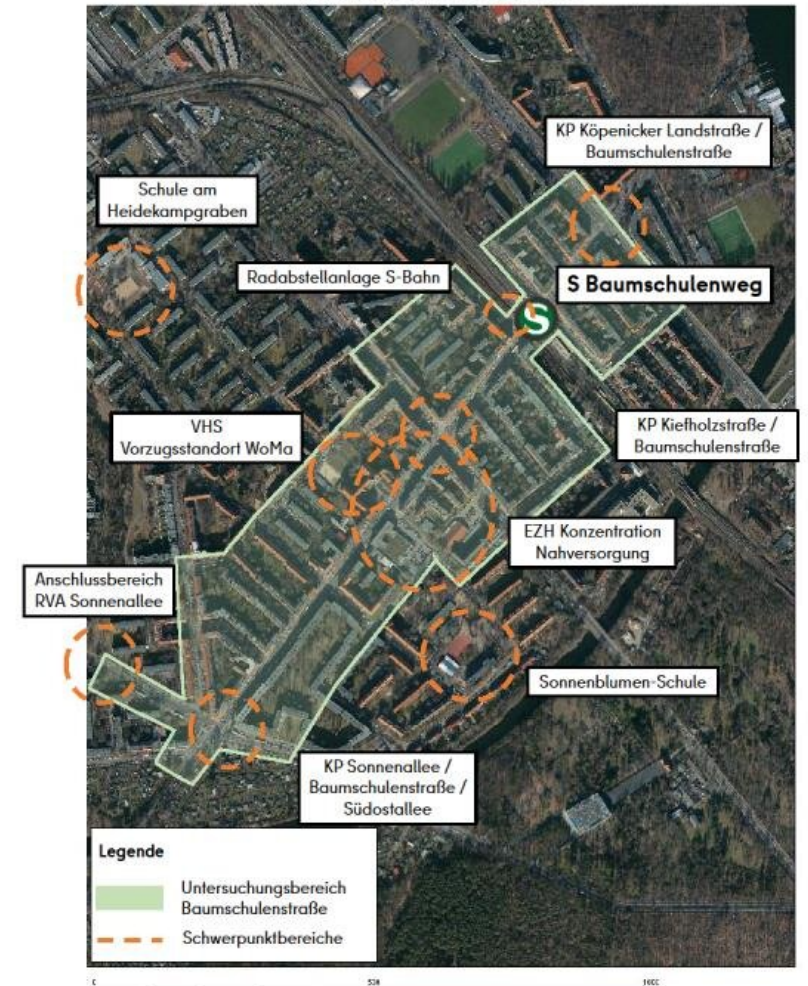 KP Köpenicker Landstraße /
Baumschulenstraße
Schule am
Heidekampgraben
Radabstellanlage S-Bahn
S Baumschulenweg
S
VHS
Vorzugsstandort WoMa
KP Kiefholzstraße /
Baumschulenstraße
EZH Konzentration
Nahversorgung
Anschlussbereich
RVA Sonnenallee
Sonnenblumen-Schule
KP Sonnenallee /
Baumschulenstraße /
Südostallee
Legende
Untersuchungsbereich
Baumschulenstraße
Schwerpunktbereiche